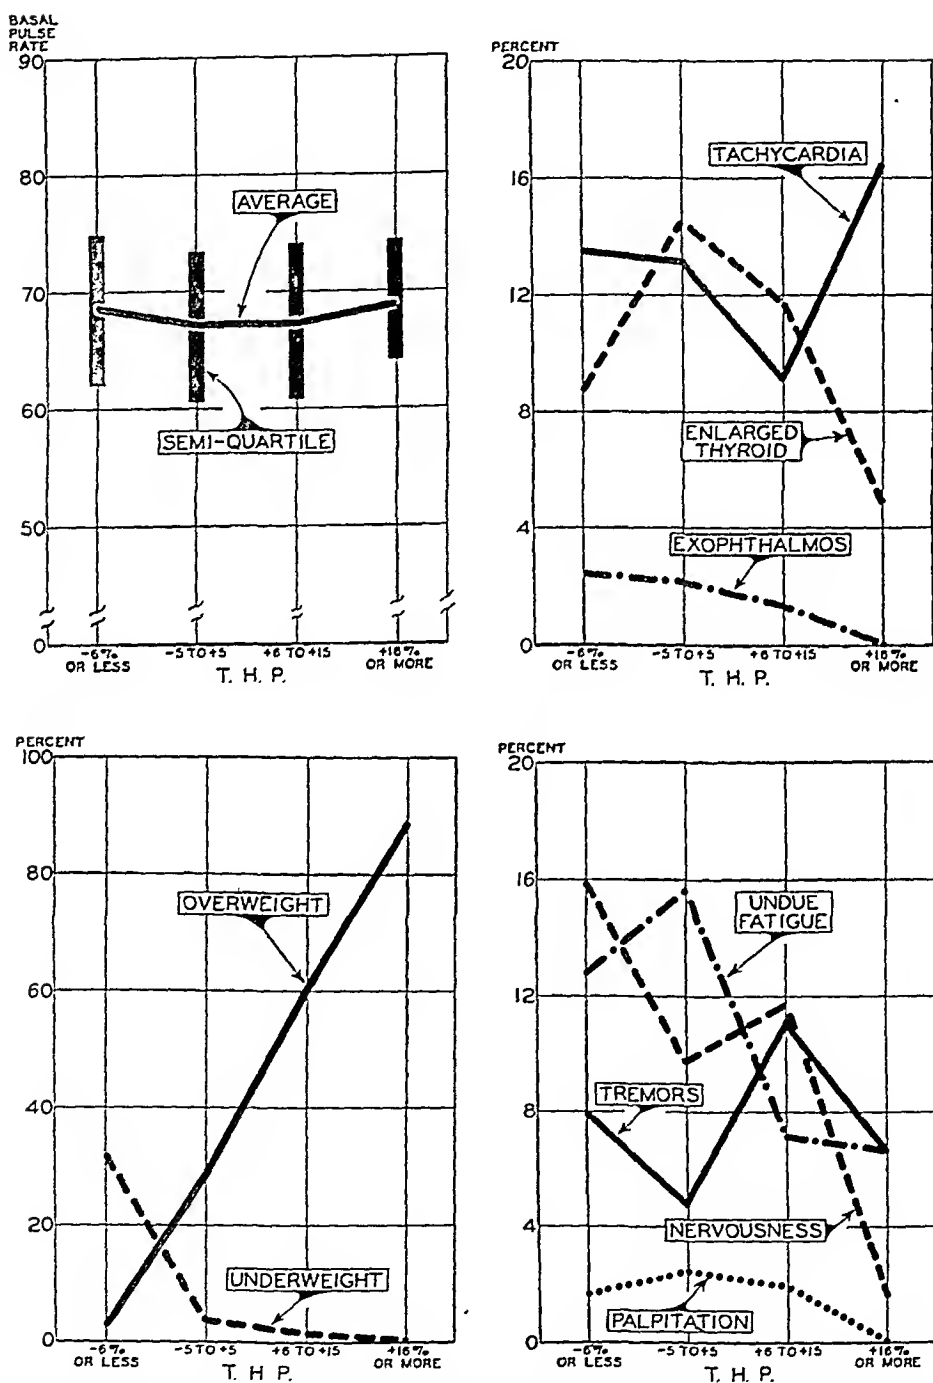 BASAL
PULSE
RATE
90
80
70
60
50
0
AVERAGE
SEMI-QUARTILE
-6%
OR LESS
-5 TO +5
+6 TO +15
+16%
OR MORE
T. H. P.
PERCENT
20
16
12
8
4
0
TACHYCARDIA
ENLARGED
THYROID
EXOPHTHALMOS
-6%
OR LESS
-5 TO +5
+6 TO +15
+16%
OR MORE
T. H. P.
PERCENT
100
80
60
40
20
0
OVERWEIGHT
UNDERWEIGHT
-6%
OR LESS
-5 TO +5
+6 TO +15
+16%
OR MORE
T. H. P.
PERCENT
20
16
12
8
4
0
UNDUE
FATIGUE
TREMORS
NERVOUSNESS
PALPITATION
-6%
OR LESS
-5 TO +5
+6 TO +15
+16%
OR MORE
T. H. P.